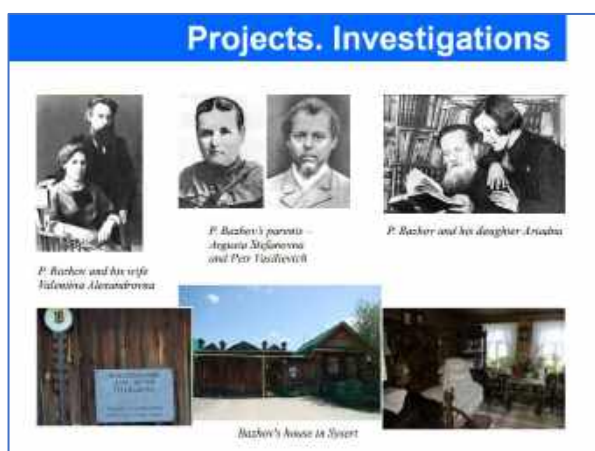 Projects. Investigations
P. Bazhov and his wife
Valentina Alexandrovna
P. Bazhov's parents –
Avgusta Stefanovna
and Petr Vasilievich
P. Bazhov and his daughter Ariadna
Bazhov's house in Sysert